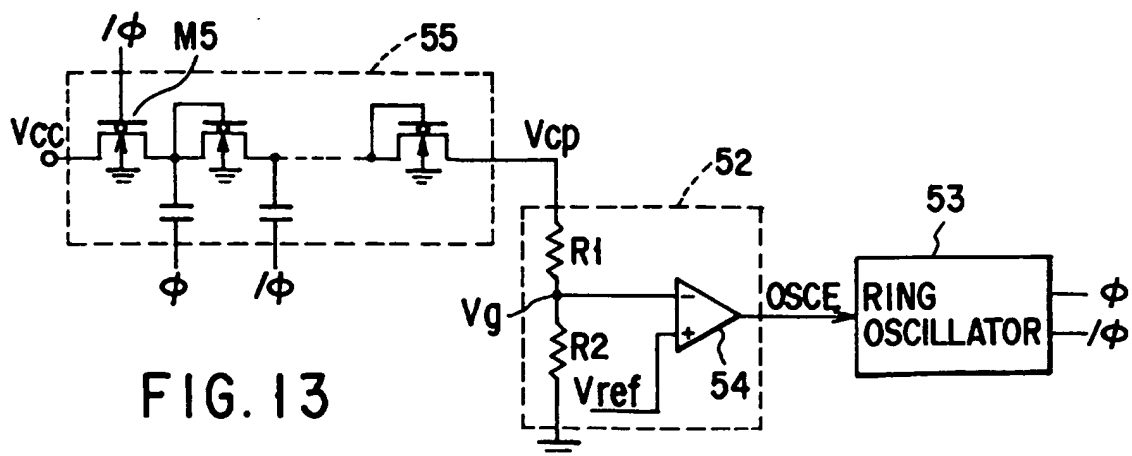 /ϕ
M5
55
Vcc
Vcp
52
53
R1
ϕ
/ϕ
Vg
OSCE
RING
OSCILLATOR
ϕ
/ϕ
−
+
R2
Vref
54
FIG. 13